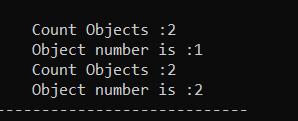 Count Objects :2
Object number is :1
Count Objects :2
Object number is :2
-----------------------------